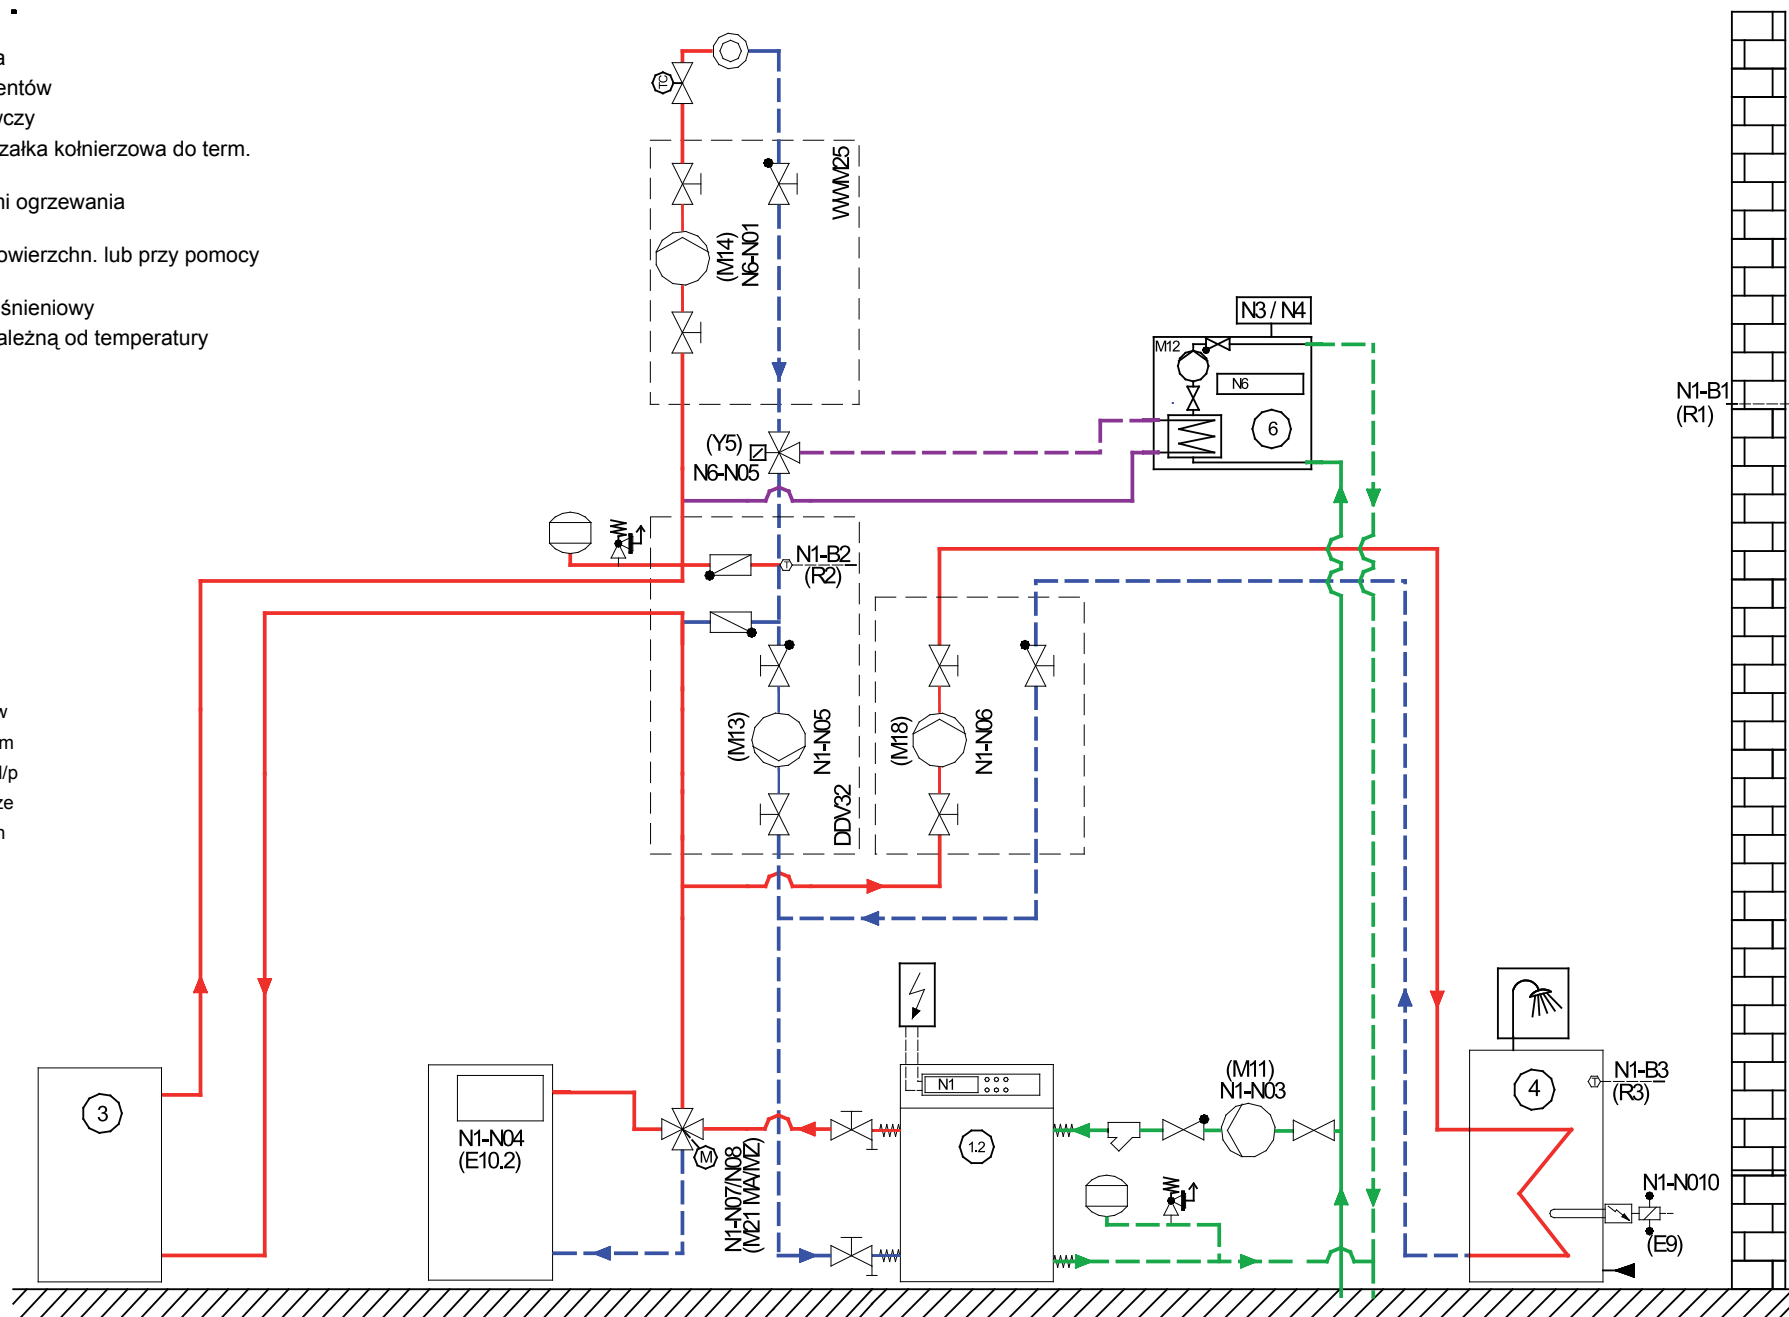 a
entów
wczy
załka kołnierzowa do term.
ni ogrzewania
owierzchn. lub przy pomocy
śnieniowy
ależną od temperatury
w
m
l/p
ze
h
TC
WWM25
(M14)
N6-N01
N3 / N4
M12
N6
6
N1-B1
(R1)
(Y5)
N6-N05
T
N1-B2
(R2)
(M13)
N1-N05
DDV32
(M18)
N1-N06
3
N1-N04
(E10.2)
M
N1-N07/N08
(M21 MA/MZ)
N1
1.2
(M11)
N1-N03
4
T
N1-B3
(R3)
N1-N010
(E9)